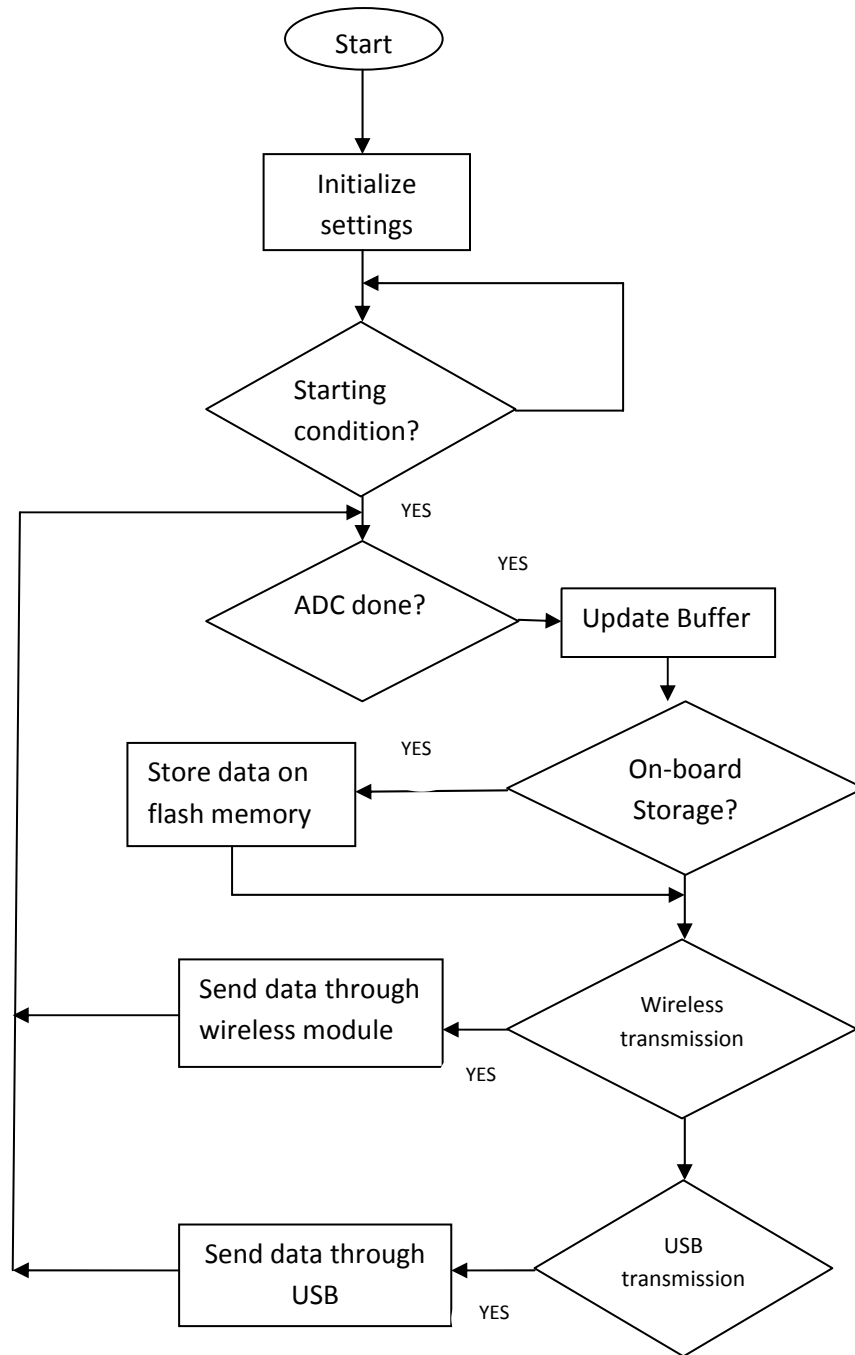 Start
Initialize
settings
Starting
condition?
YES
YES
ADC done?
Update Buffer
YES
Store data on
flash memory
On-board
Storage?
Send data through
wireless module
Wireless
transmission
YES
Send data through
USB
USB
transmission
YES